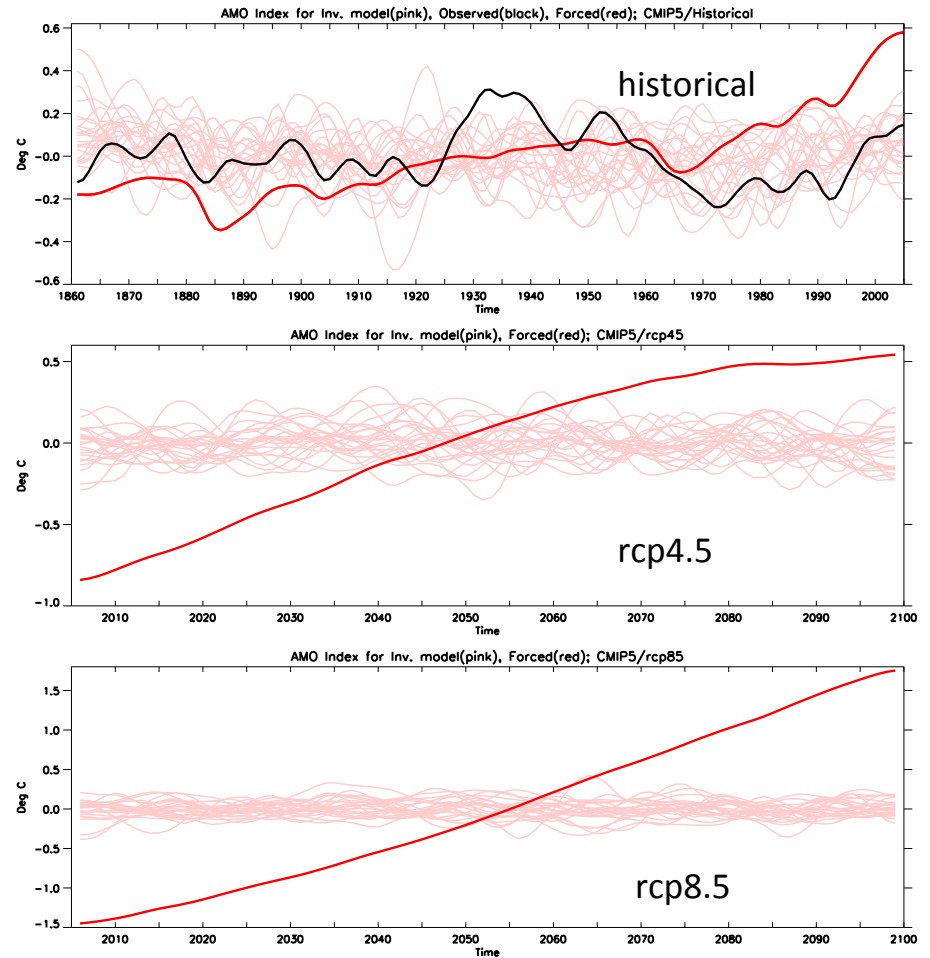 AMO Index for Inv. model(pink), Observed(black), Forced(red); CMIP5/Historical
0.6
0.4
0.2
-0.0
-0.2
-0.4
-0.6
Deg C
historical
1860 1870 1880 1890 1900 1910 1920 1930 1940 1950 1960 1970 1980 1990 2000
Time
AMO Index for Inv. model(pink), Forced(red); CMIP5/rcp45
0.5
0.0
-0.5
-1.0
Deg C
rcp4.5
2010 2020 2030 2040 2050 2060 2070 2080 2090 2100
Time
AMO Index for Inv. model(pink), Forced(red); CMIP5/rcp85
1.5
1.0
0.5
0.0
-0.5
-1.0
-1.5
Deg C
rcp8.5
2010 2020 2030 2040 2050 2060 2070 2080 2090 2100
Time